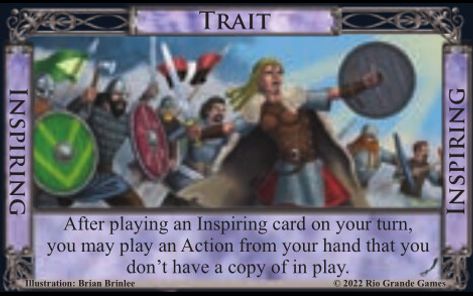 TRAIT
INSPIRING
INSPIRING
After playing an Inspiring card on your turn,
you may play an Action from your hand that you
don't have a copy of in play.
Illustration: Brian Brinlee
© 2022 Rio Grande Games